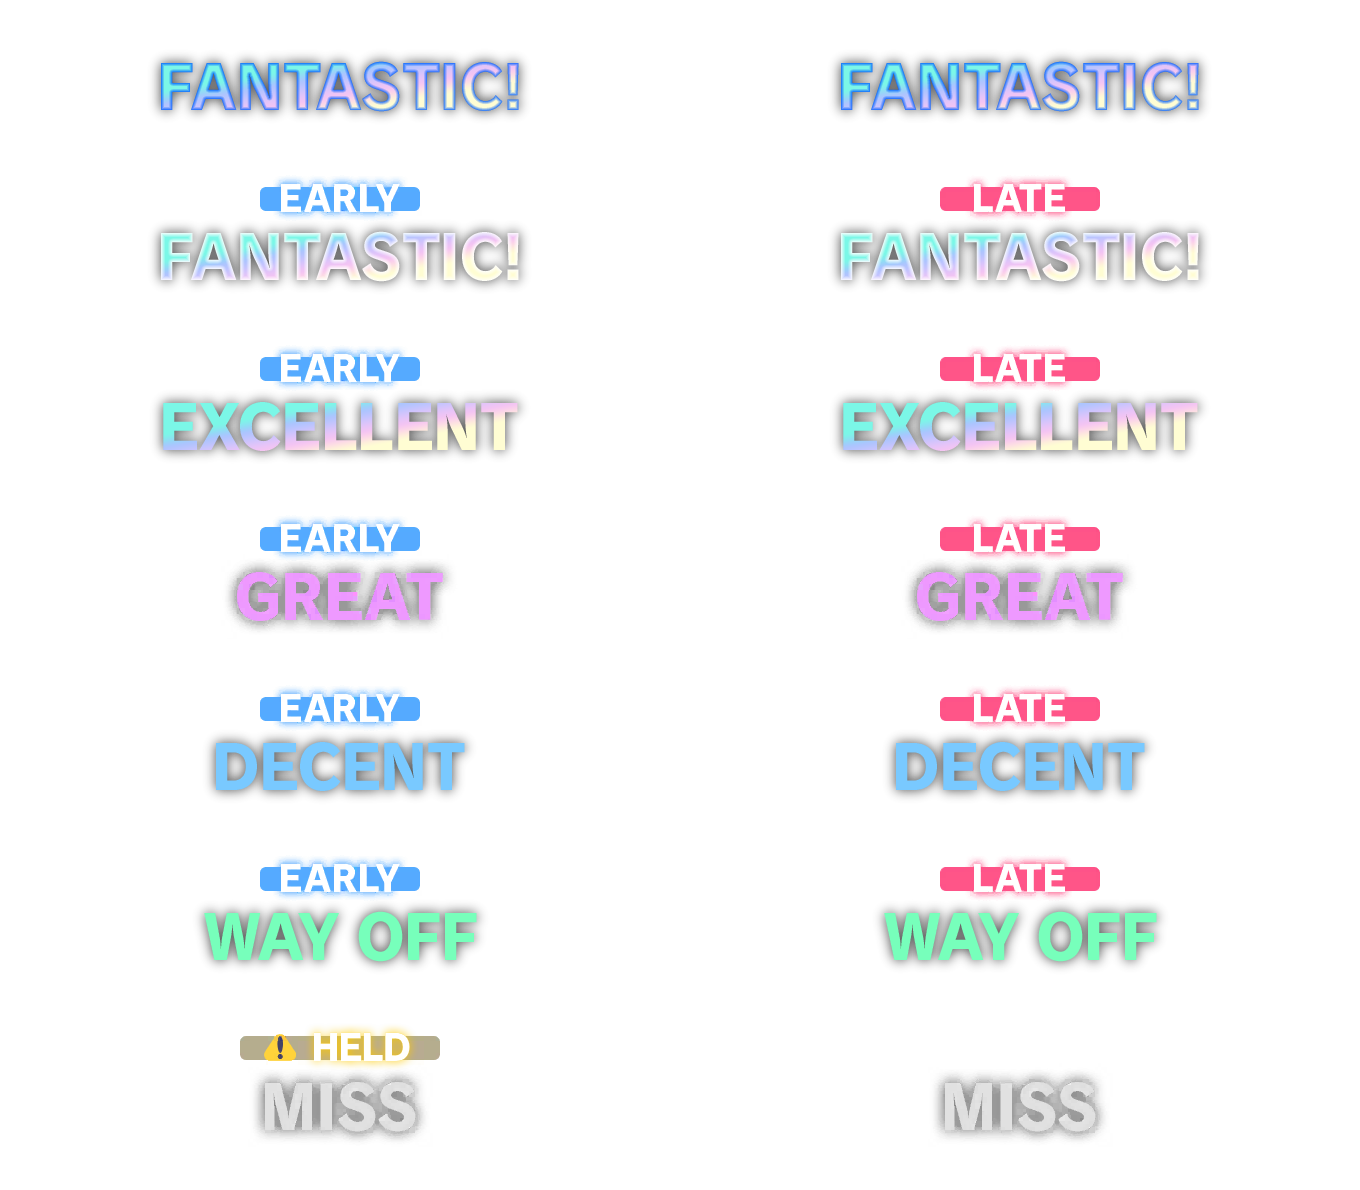 FANTASTIC! FANTASTIC!
EARLY LATE
FANTASTIC! FANTASTIC!
EARLY LATE
EXCELLENT EXCELLENT
EARLY LATE
GREAT GREAT
EARLY LATE
DECENT DECENT
EARLY LATE
WAY OFF WAY OFF
⚠️ HELD
MISS MISS